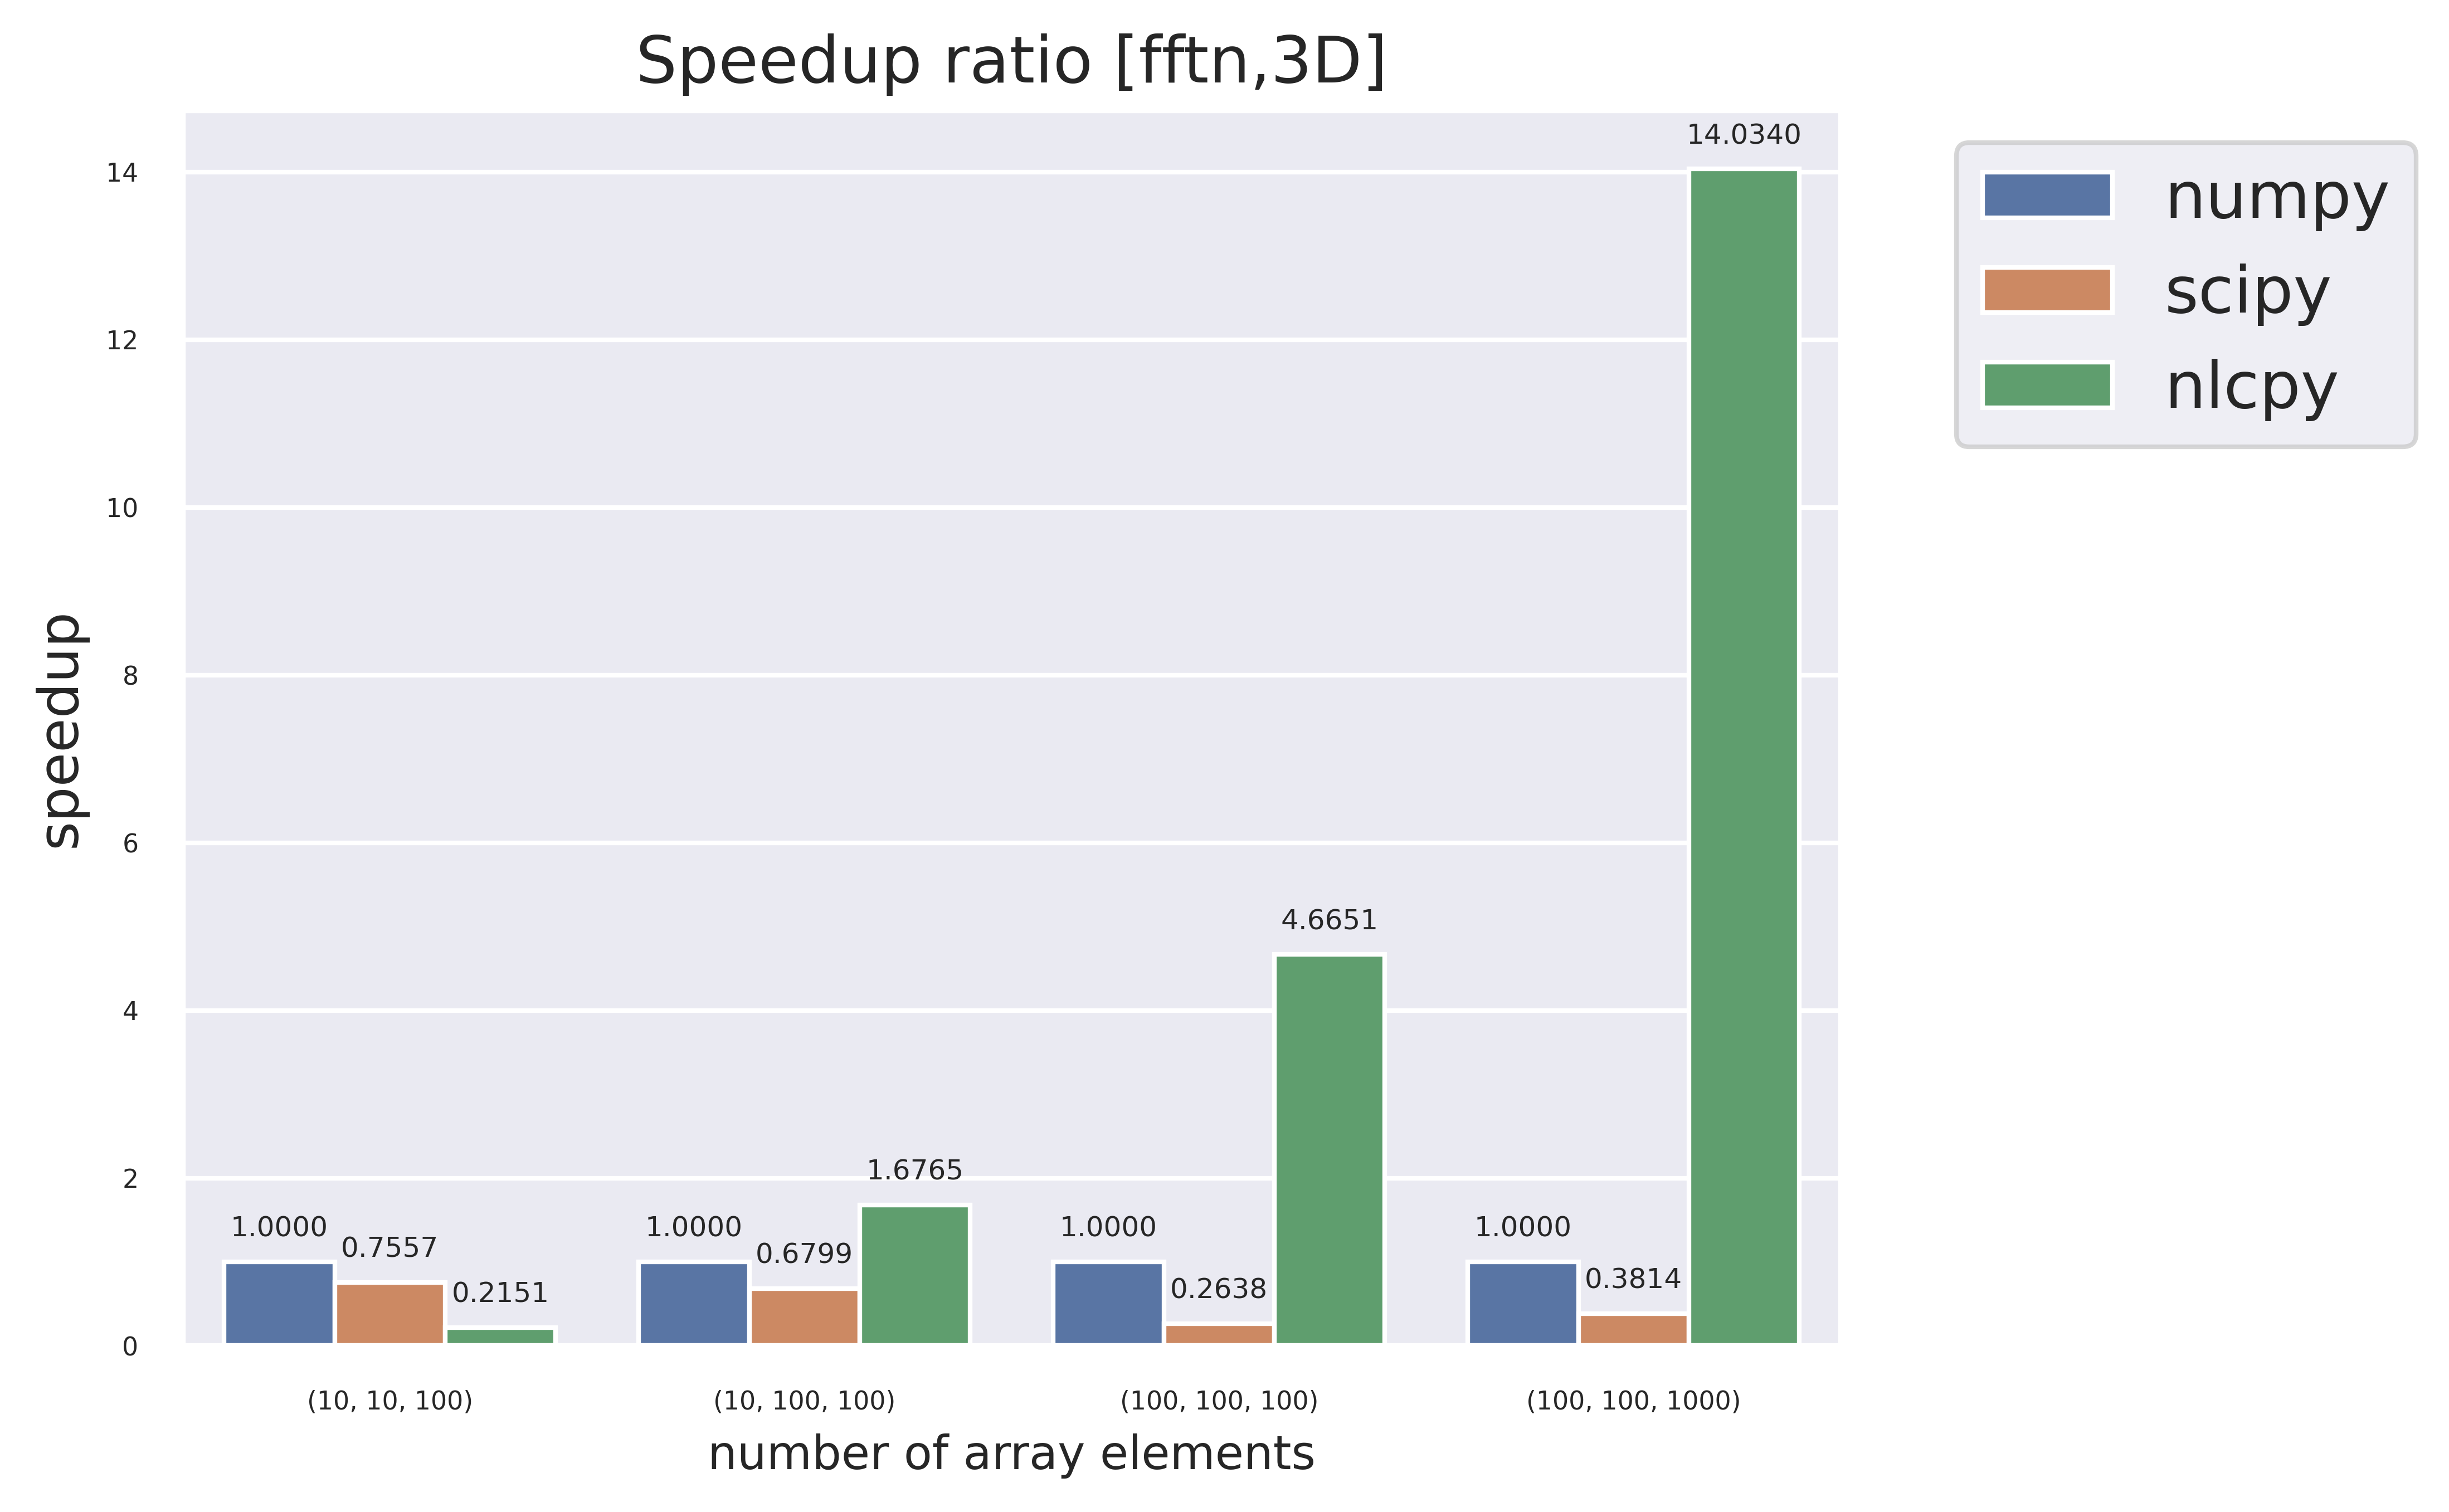 Speedup ratio [fftn,3D]
speedup
14
12
10
8
6
4
2
0
1.0000
0.7557
0.2151
1.0000
0.6799
1.6765
1.0000
0.2638
4.6651
1.0000
0.3814
14.0340
(10, 10, 100)
(10, 100, 100)
(100, 100, 100)
(100, 100, 1000)
number of array elements
numpy
scipy
nlcpy